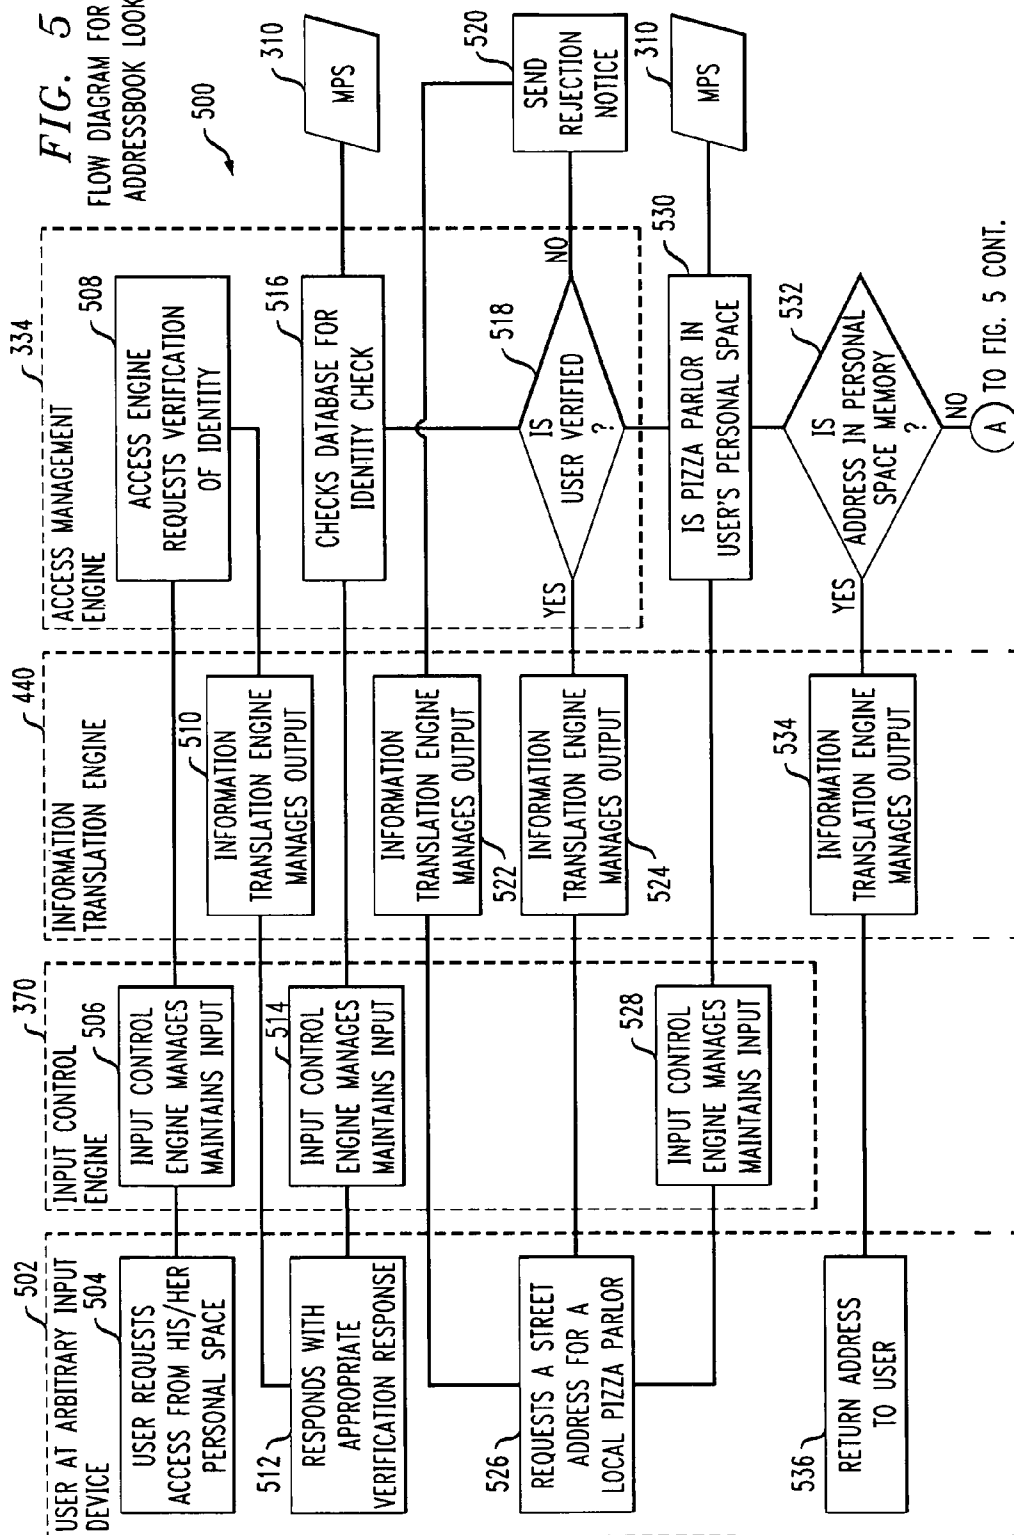 FIG. 5
FLOW DIAGRAM FOR
ADDRESSBOOK LOOK
500
502
USER AT ARBITRARY INPUT
DEVICE
504
USER REQUESTS
ACCESS FROM HIS/HER
PERSONAL SPACE
512
RESPONDS WITH
APPROPRIATE
VERIFICATION RESPONSE
526
REQUESTS A STREET
ADDRESS FOR A
LOCAL PIZZA PARLOR
536
RETURN ADDRESS
TO USER
370
INPUT CONTROL
ENGINE
506
INPUT CONTROL
ENGINE MANAGES
MAINTAINS INPUT
514
INPUT CONTROL
ENGINE MANAGES
MAINTAINS INPUT
528
INPUT CONTROL
ENGINE MANAGES
MAINTAINS INPUT
440
INFORMATION
TRANSLATION ENGINE
510
INFORMATION
TRANSLATION ENGINE
MANAGES OUTPUT
INFORMATION
TRANSLATION ENGINE
MANAGES OUTPUT
522
INFORMATION
TRANSLATION ENGINE
MANAGES OUTPUT
524
534
INFORMATION
TRANSLATION ENGINE
MANAGES OUTPUT
334
ACCESS MANAGEMENT
ENGINE
508
ACCESS ENGINE
REQUESTS VERIFICATION
OF IDENTITY
516
CHECKS DATABASE FOR
IDENTITY CHECK
518
IS
USER VERIFIED
?
YES
NO
530
IS PIZZA PARLOR IN
USER'S PERSONAL SPACE
532
IS
ADDRESS IN PERSONAL
SPACE MEMORY
?
YES
NO
A
TO FIG. 5 CONT.
310
MPS
520
SEND
REJECTION
NOTICE
310
MPS